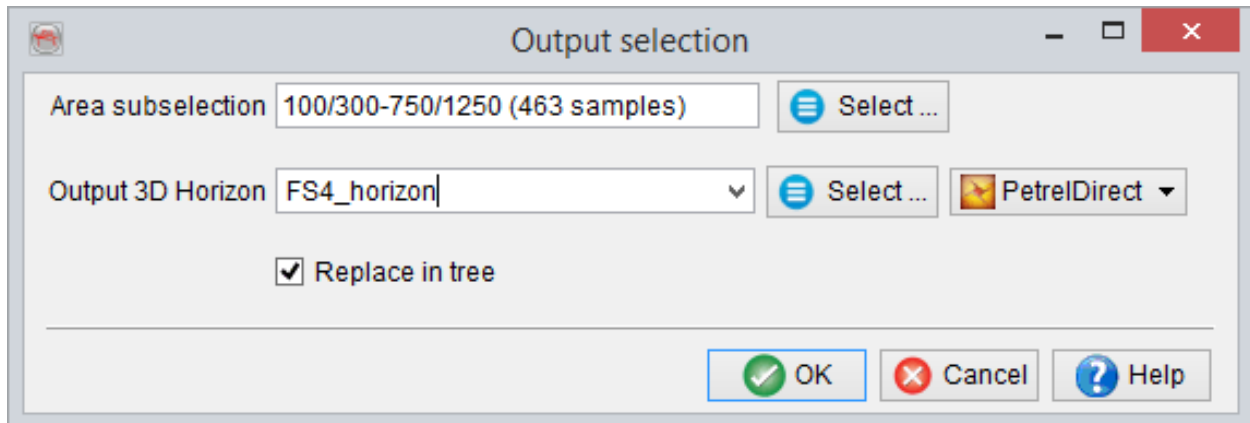 Output selection
Area subselection 100/300-750/1250 (463 samples) Select ...
Output 3D Horizon FS4_horizon Select ... PetrelDirect
Replace in tree
OK Cancel Help